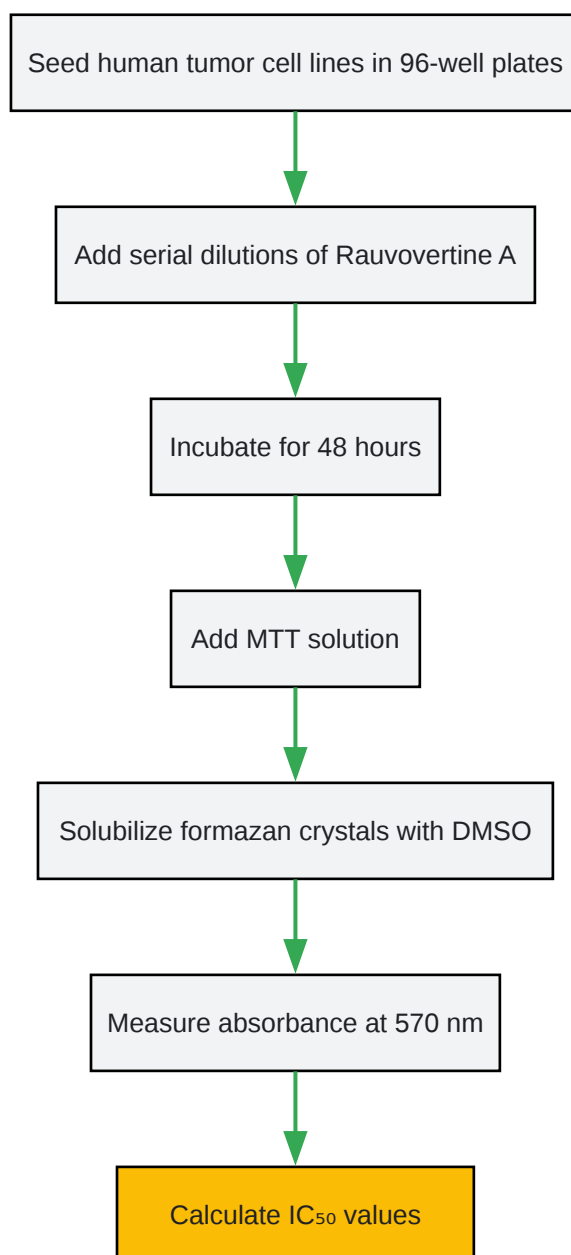 Seed human tumor cell lines in 96-well plates
Add serial dilutions of Rauvovertine A
Incubate for 48 hours
Add MTT solution
Solubilize formazan crystals with DMSO
Measure absorbance at 570 nm
Calculate IC₅₀ values